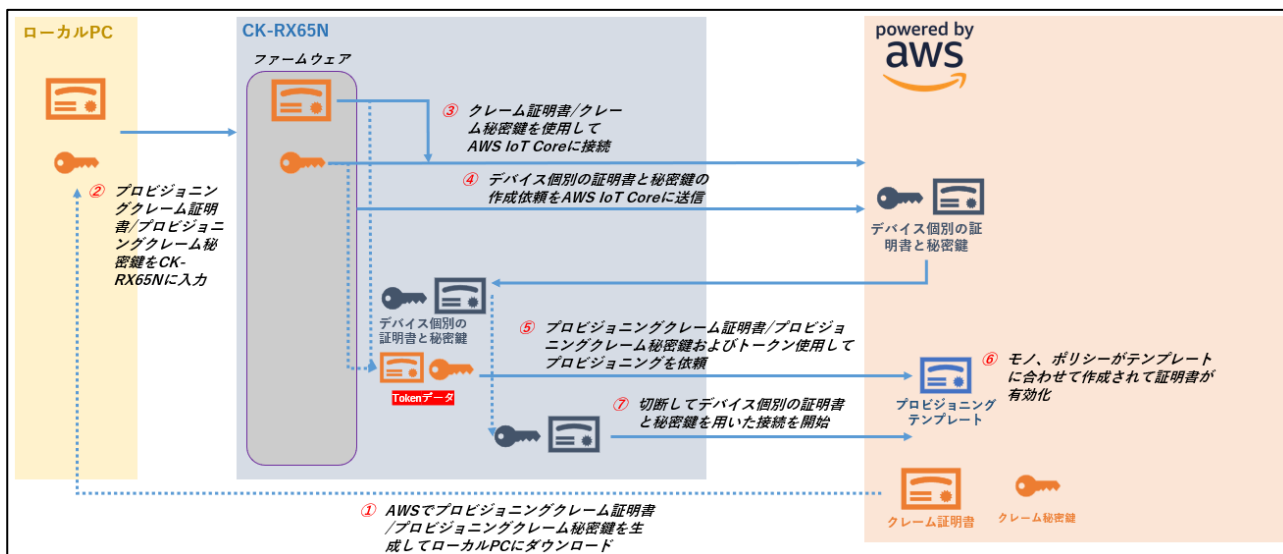 ローカルPC
CK-RX65N
powered by
aws
ファームウェア
③ クレーム証明書/クレー
ム秘密鍵を使用して
AWS IoT Coreに接続
④ デバイス個別の証明書と秘密鍵の
作成依頼をAWS IoT Coreに送信
② プロビジョニン
グクレーム証明
書/プロビジョニ
ングクレーム秘
密鍵をCK-
RX65Nに入力
デバイス個別の証
明書と秘密鍵
デバイス個別の
証明書と秘密鍵
⑤ プロビジョニングクレーム証明書/プロビジョ
ニングクレーム秘密鍵およびトークン使用して
プロビジョニングを依頼
⑥ モノ、ポリシーがテンプレート
に合わせて作成されて証明書が
有効化
Tokenデータ
プロビジョニング
テンプレート
⑦ 切断してデバイス個別の証明書
と秘密鍵を用いた接続を開始
① AWSでプロビジョニングクレーム証明書
/プロビジョニングクレーム秘密鍵を生
成してローカルPCにダウンロード
クレーム証明書
クレーム秘密鍵